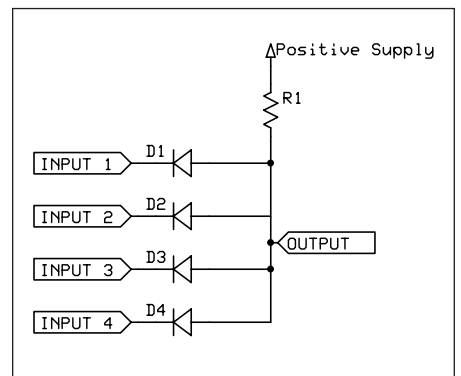 Positive Supply
R1
D1
INPUT 1
D2
INPUT 2
OUTPUT
D3
INPUT 3
D4
INPUT 4